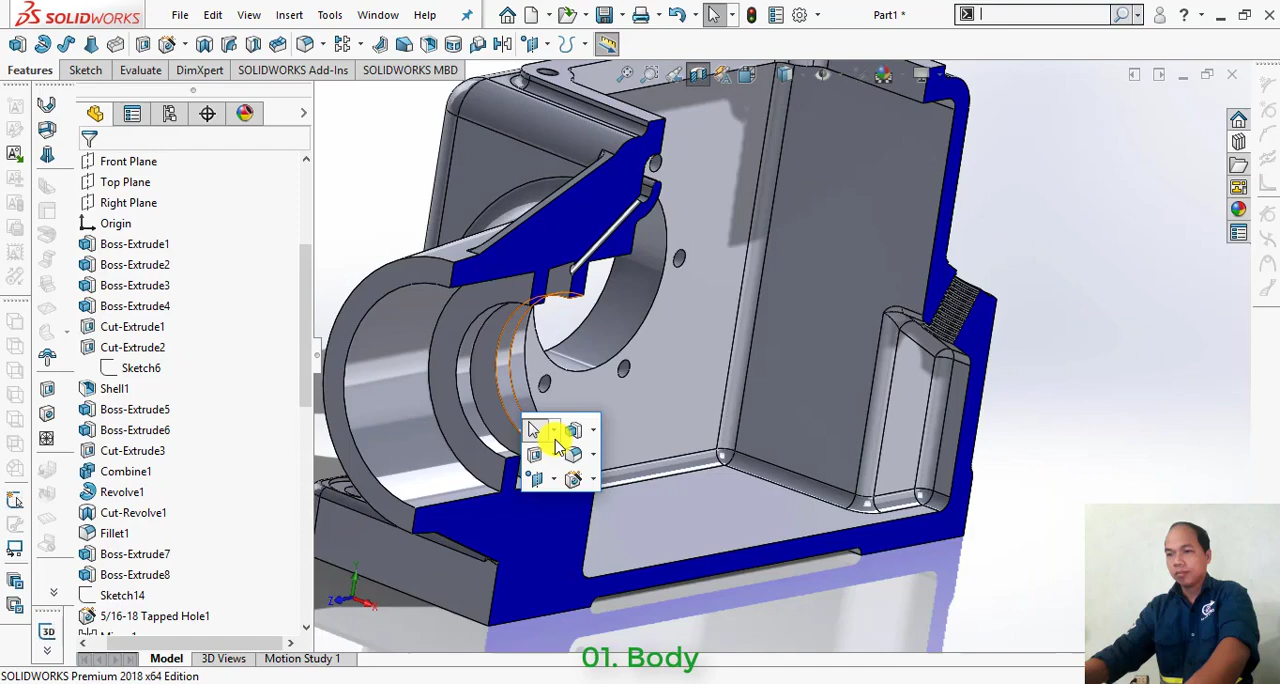 SOLIDWORKS
File
Edit
View
Insert
Tools
Window
Help
Part1 *
Features
Sketch
Evaluate
DimXpert
SOLIDWORKS Add-Ins
SOLIDWORKS MBD
Front Plane
Top Plane
Right Plane
Origin
Boss-Extrude1
Boss-Extrude2
Boss-Extrude3
Boss-Extrude4
Cut-Extrude1
Cut-Extrude2
Sketch6
Shell1
Boss-Extrude5
Boss-Extrude6
Cut-Extrude3
Combine1
Revolve1
Cut-Revolve1
Fillet1
Boss-Extrude7
Boss-Extrude8
Sketch14
5/16-18 Tapped Hole1
3D
Z
X
Y
Model
3D Views
Motion Study 1
01. Body
SOLIDWORKS Premium 2018 x64 Edition